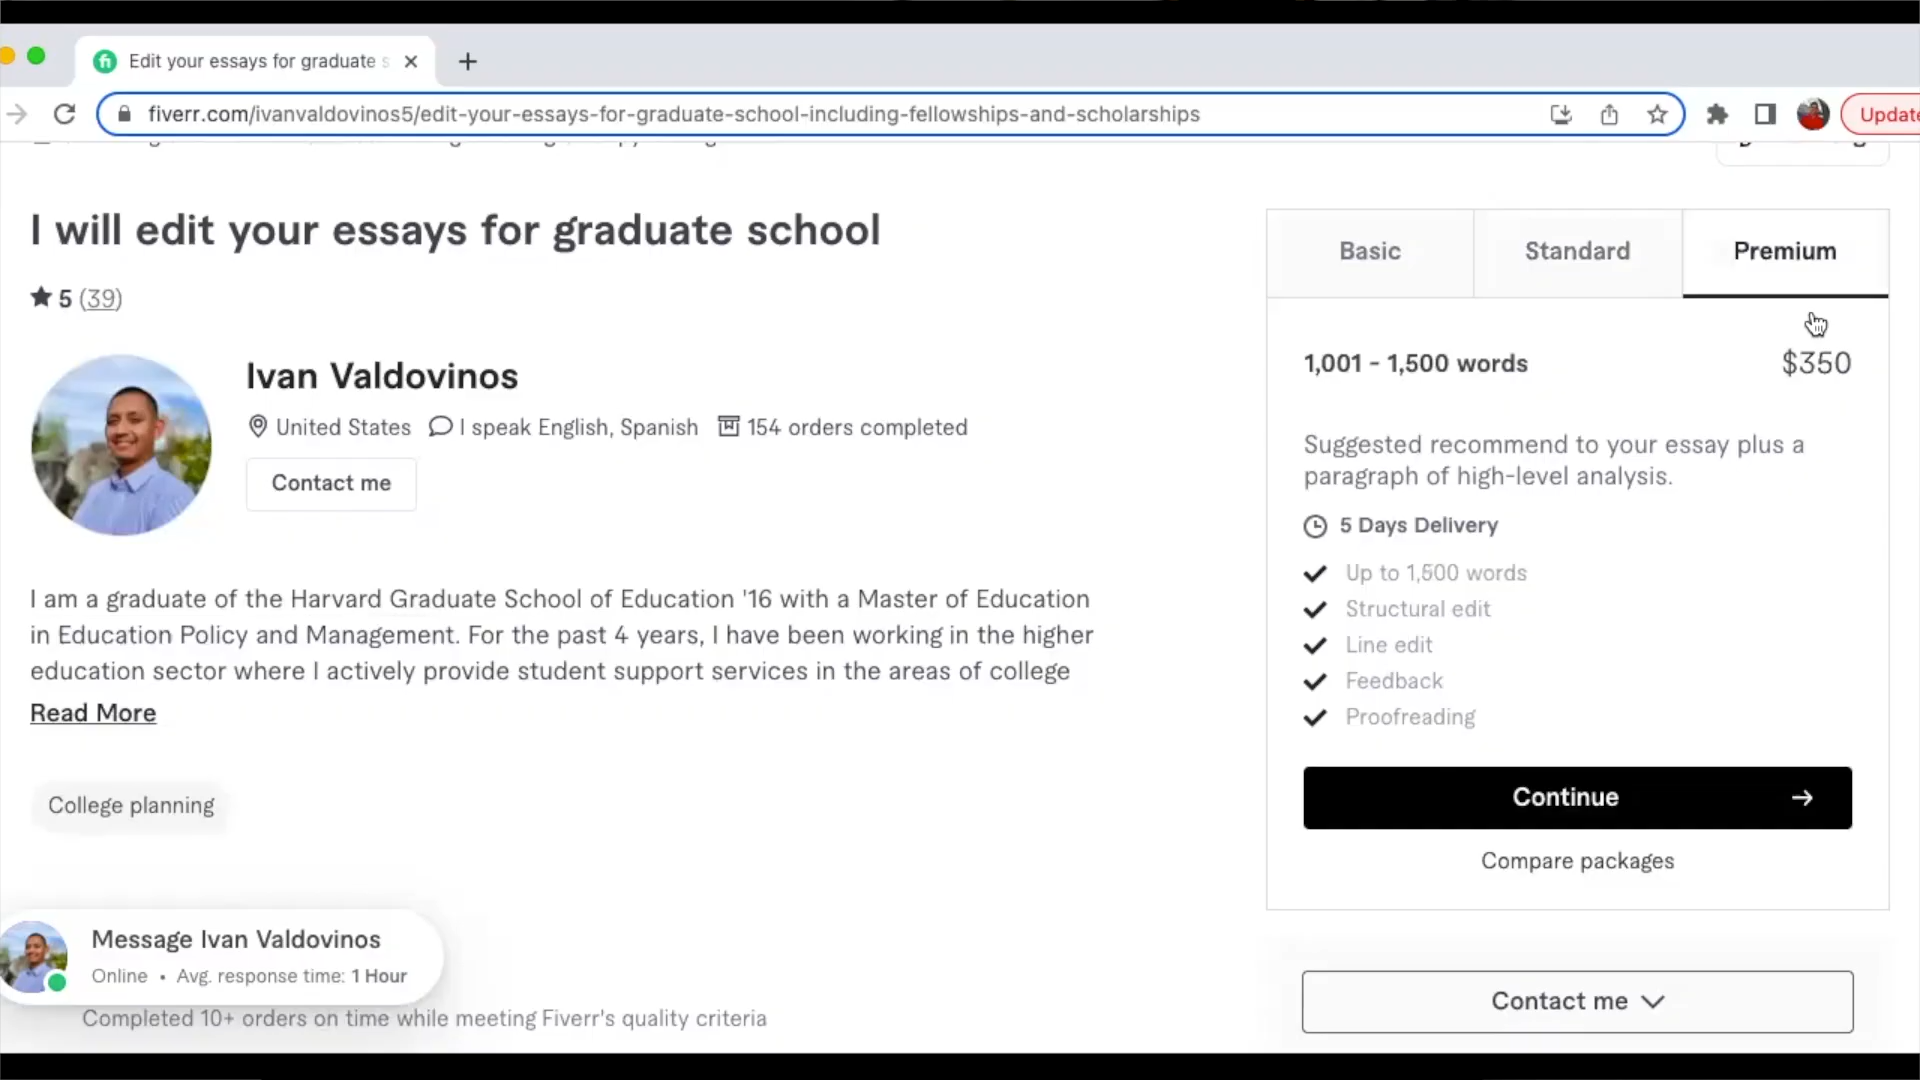 Edit your essays for graduate s
fiverr.com/ivanvaldovinos5/edit-your-essays-for-graduate-school-including-fellowships-and-scholarships
Update
I will edit your essays for graduate school
5 (39)
Ivan Valdovinos
United States I speak English, Spanish 154 orders completed
Contact me
I am a graduate of the Harvard Graduate School of Education '16 with a Master of Education
in Education Policy and Management. For the past 4 years, I have been working in the higher
education sector where I actively provide student support services in the areas of college
Read More
College planning
Message Ivan Valdovinos
Online • Avg. response time: 1 Hour
Completed 10+ orders on time while meeting Fiverr's quality criteria
Basic Standard Premium
1,001 - 1,500 words $350
Suggested recommend to your essay plus a
paragraph of high-level analysis.
5 Days Delivery
Up to 1,500 words
Structural edit
Line edit
Feedback
Proofreading
Continue
Compare packages
Contact me